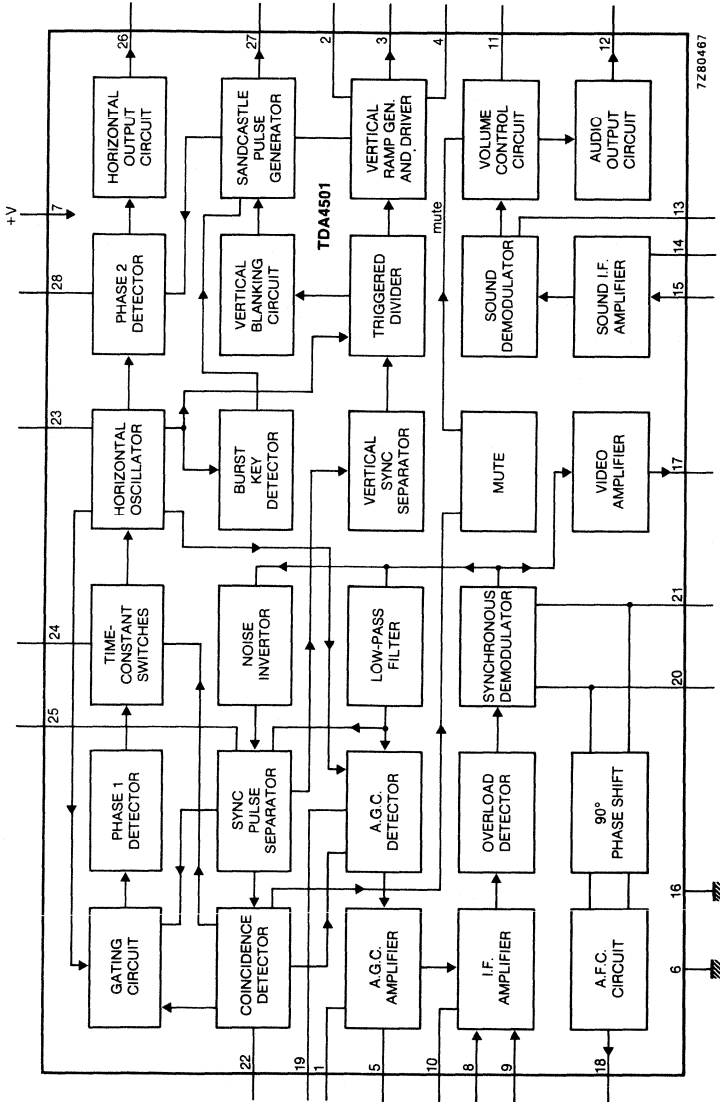 26
27
2
3
4
11
12
7Z80467
HORIZONTAL
OUTPUT
CIRCUIT
SANDCASTLE
PULSE
GENERATOR
VERTICAL
RAMP GEN.
AND DRIVER
VOLUME
CONTROL
CIRCUIT
AUDIO
OUTPUT
CIRCUIT
+V
7
TDA4501
mute
13
28
PHASE 2
DETECTOR
VERTICAL
BLANKING
CIRCUIT
TRIGGERED
DIVIDER
SOUND
DEMODULATOR
SOUND I.F.
AMPLIFIER
14
15
23
HORIZONTAL
OSCILLATOR
BURST
KEY
DETECTOR
VERTICAL
SYNC
SEPARATOR
MUTE
VIDEO
AMPLIFIER
17
24
TIME-
CONSTANT
SWITCHES
NOISE
INVERTOR
LOW-PASS
FILTER
SYNCHRONOUS
DEMODULATOR
21
20
25
PHASE 1
DETECTOR
SYNC
PULSE
SEPARATOR
A.G.C.
DETECTOR
OVERLOAD
DETECTOR
90°
PHASE SHIFT
16
GATING
CIRCUIT
COINCIDENCE
DETECTOR
A.G.C.
AMPLIFIER
I.F.
AMPLIFIER
A.F.C.
CIRCUIT
6
22
19
1
5
10
8
9
18